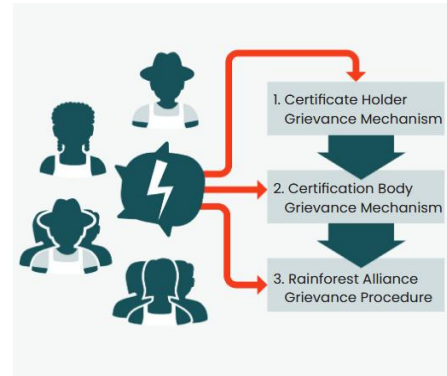 1. Certificate Holder
Grievance Mechanism
2. Certification Body
Grievance Mechanism
3. Rainforest Alliance
Grievance Procedure